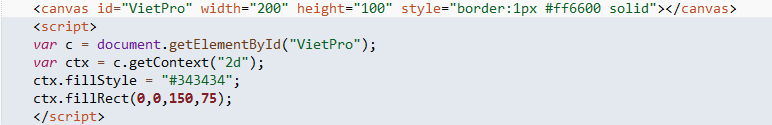 <canvas id="VietPro" width="200" height="100" style="border:1px #ff6600 solid"></canvas>
<script>
var c = document.getElementById("VietPro");
var ctx = c.getContext("2d");
ctx.fillStyle = "#343434";
ctx.fillRect(0,0,150,75);
</script>